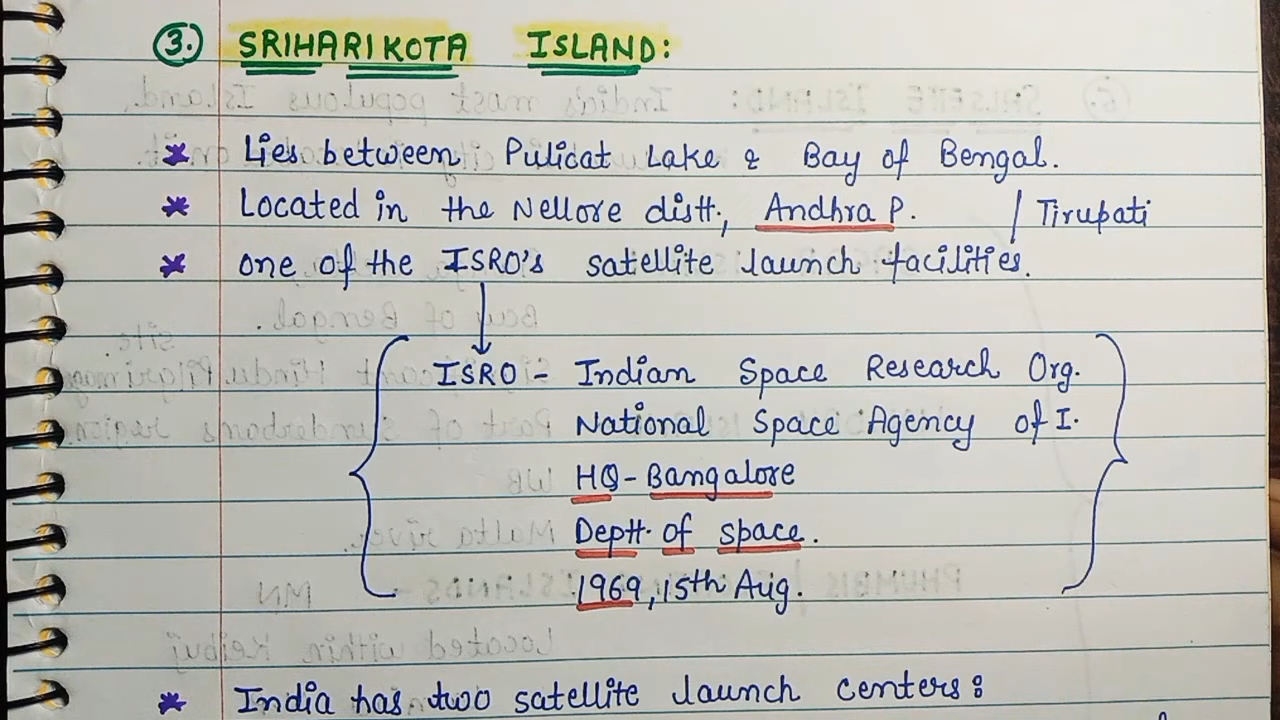 3. SRIHARIKOTA ISLAND:
* Lies between Pulicat Lake & Bay of Bengal.
* Located in the Nellore distt., Andhra P. / Tirupati
* one of the ISRO's satellite launch facilities.
ISRO - Indian Space Research Org.
National Space Agency of I.
HQ - Bangalore
Deptt. of space.
1969, 15th Aug.
* India has two satellite launch centers: